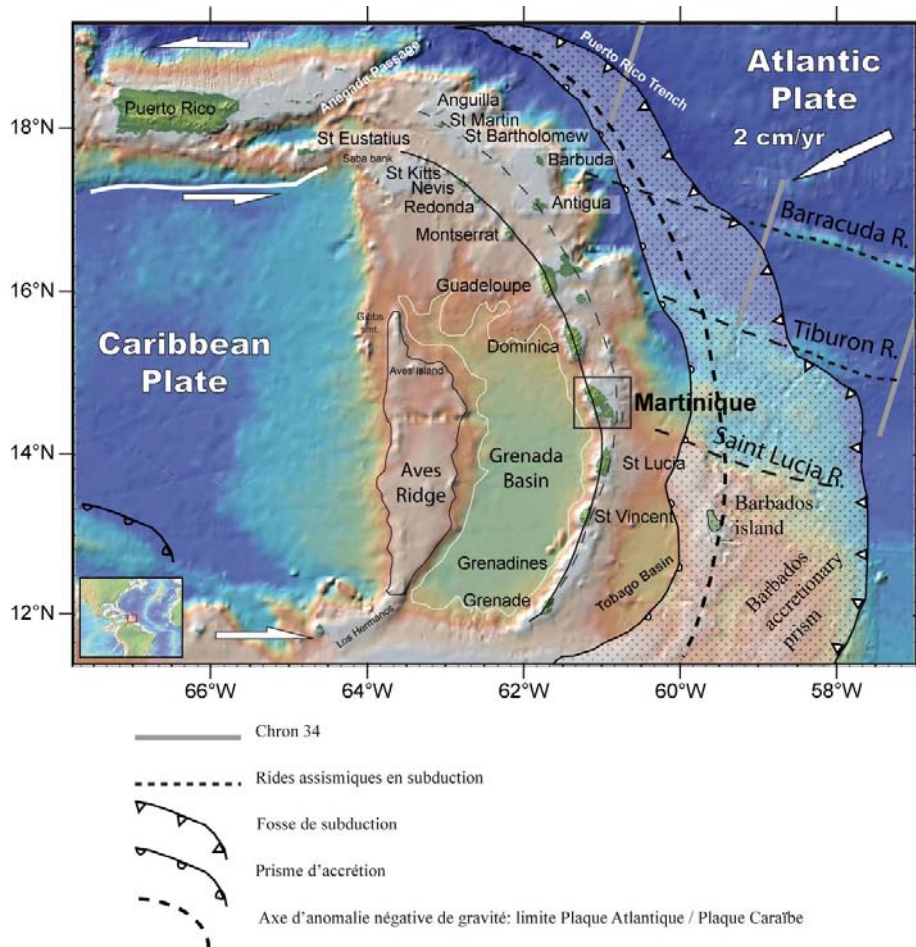 Atlantic
Plate
2 cm/yr
Puerto Rico Trench
Anegada Passage
Puerto Rico
Anguilla
St Martin
St Bartholomew
St Eustatius
Saba bank
St Kitts
Nevis
Redonda
Montserrat
Barbuda
Antigua
Barracuda R.
Guadeloupe
Tiburon R.
Caribbean
Plate
Gibbs
smt.
Aves Island
Dominica
Martinique
Saint Lucia R.
Aves
Ridge
Grenada
Basin
St Lucia
St Vincent
Barbados
island
Grenadines
Grenade
Tobago Basin
Barbados
accretionary
prism
Los Hermanos
18°N
16°N
14°N
12°N
66°W
64°W
62°W
60°W
58°W
Chron 34
Rides assismiques en subduction
Fosse de subduction
Prisme d'accrétion
Axe d'anomalie négative de gravité: limite Plaque Atlantique / Plaque Caraïbe